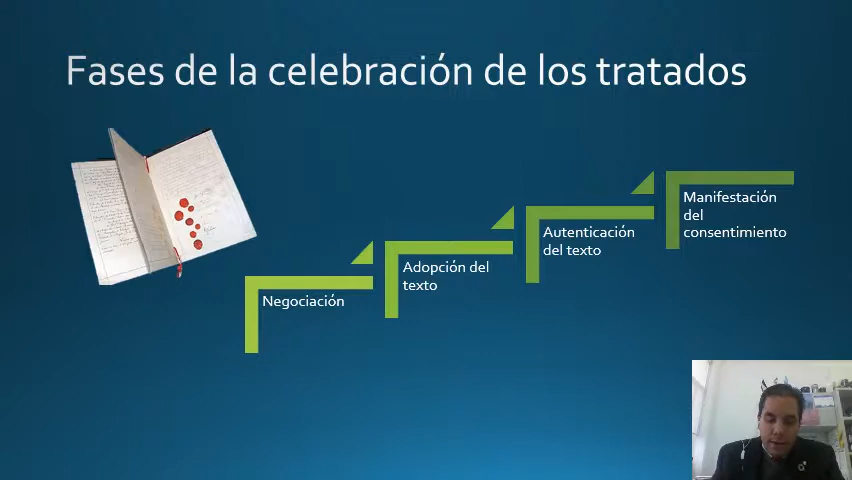 Fases de la celebración de los tratados
Negociación
Adopción del
texto
Autenticación
del texto
Manifestación
del
consentimiento